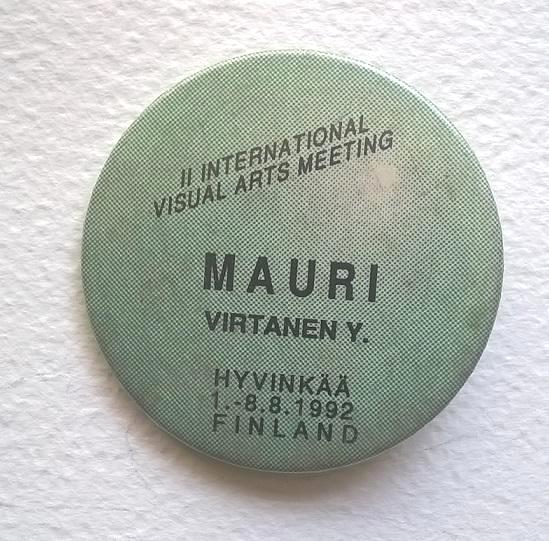 II INTERNATIONAL
VISUAL ARTS MEETING
MAURI
VIRTANEN Y.
HYVINKÄÄ
1.-8.8.1992
FINLAND